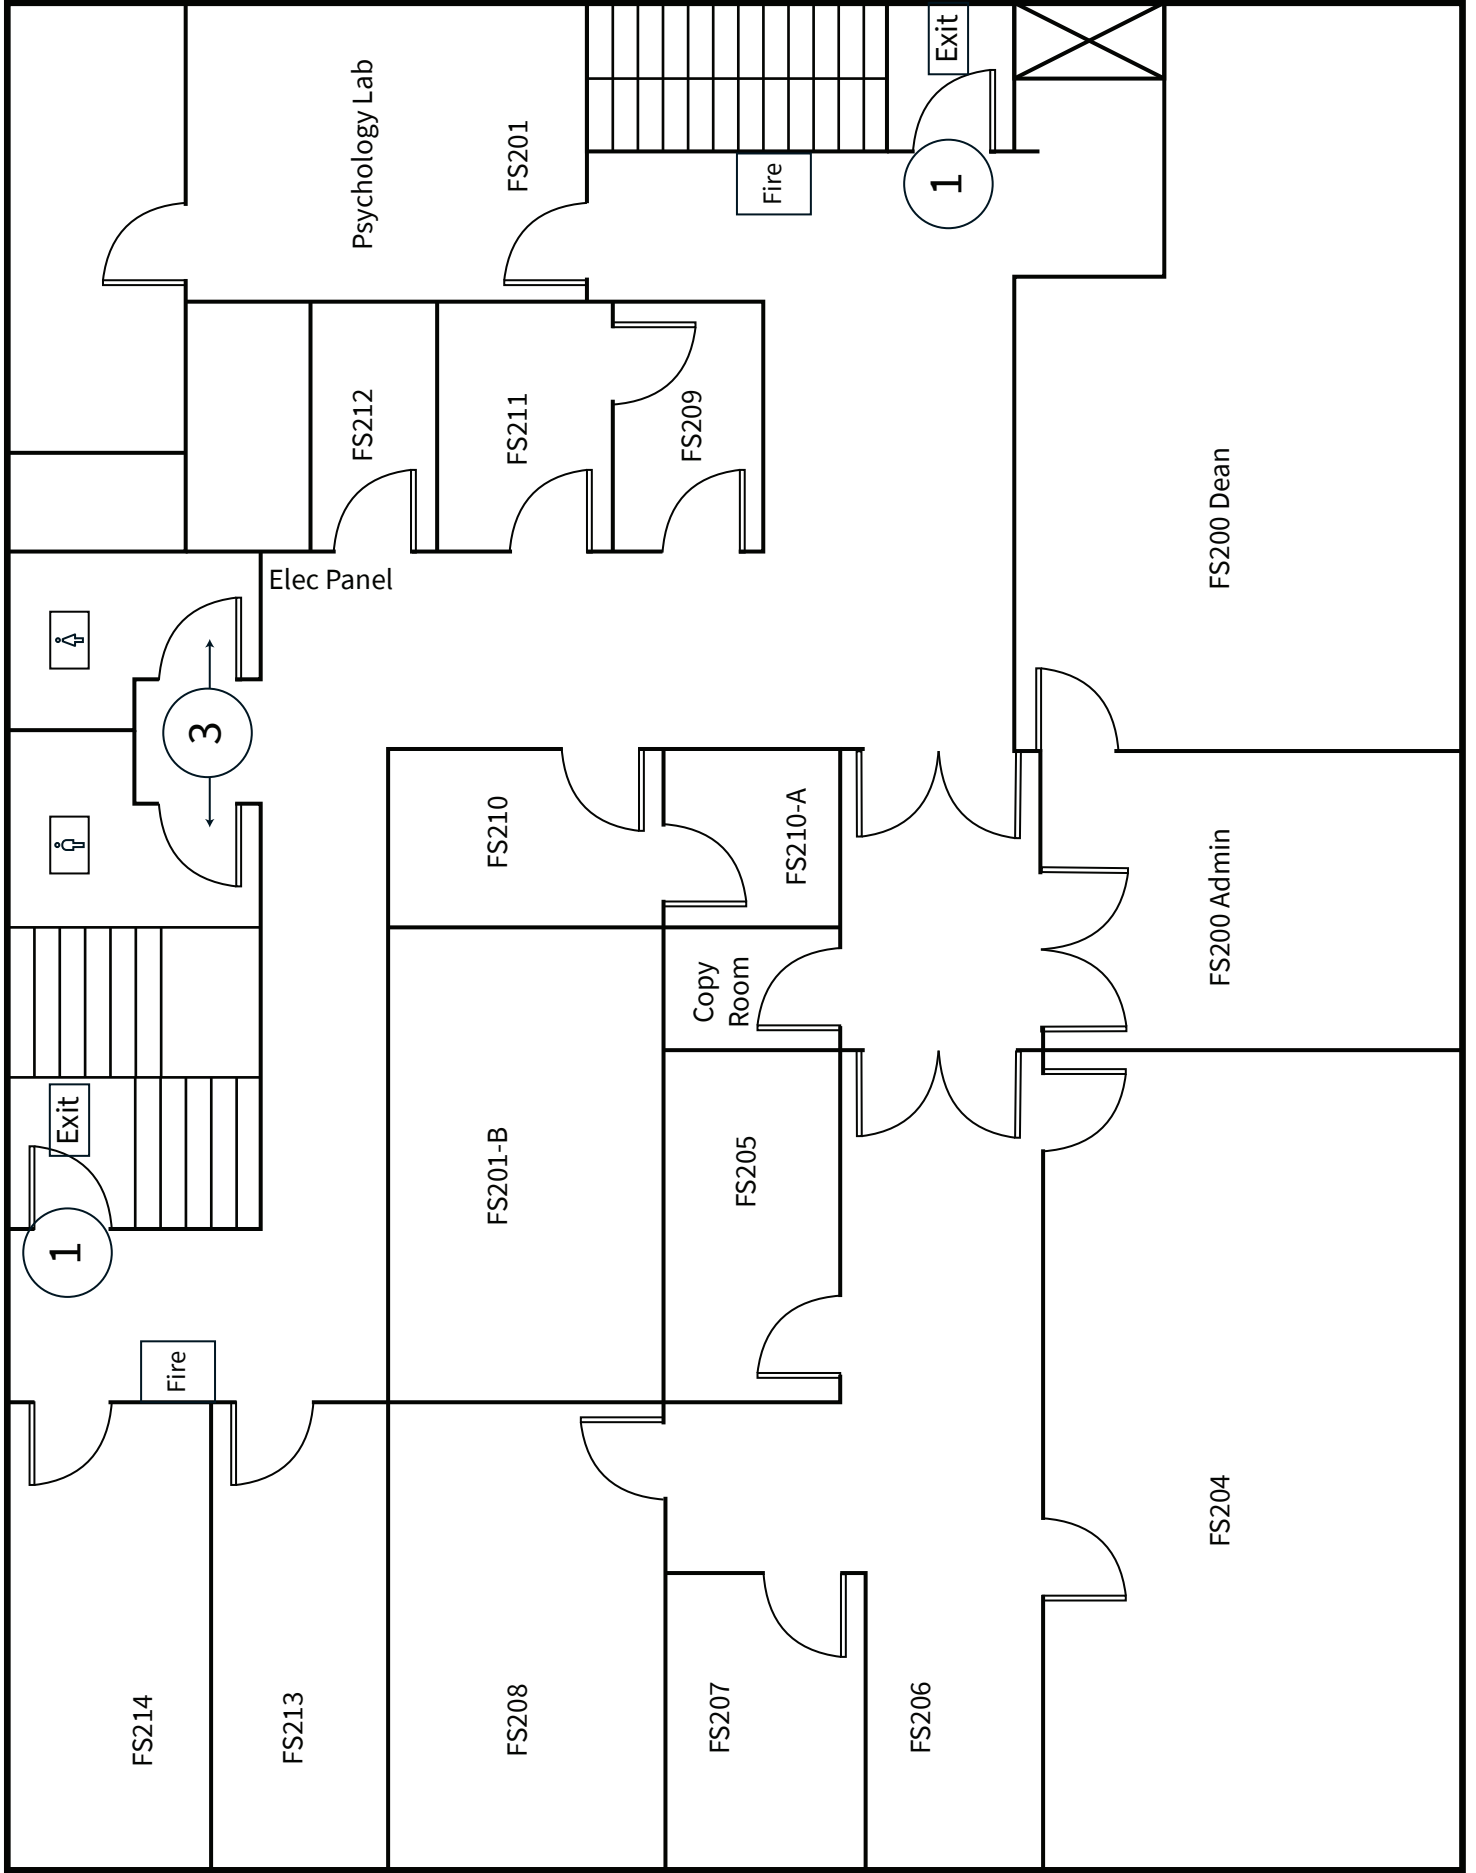 Exit
Psychology Lab
FS201
Fire
1
FS212
FS211
FS209
FS200 Dean
Elec Panel
3
FS210
FS210-A
FS200 Admin
Copy
Room
Exit
FS201-B
FS205
1
Fire
FS204
FS214
FS213
FS208
FS207
FS206